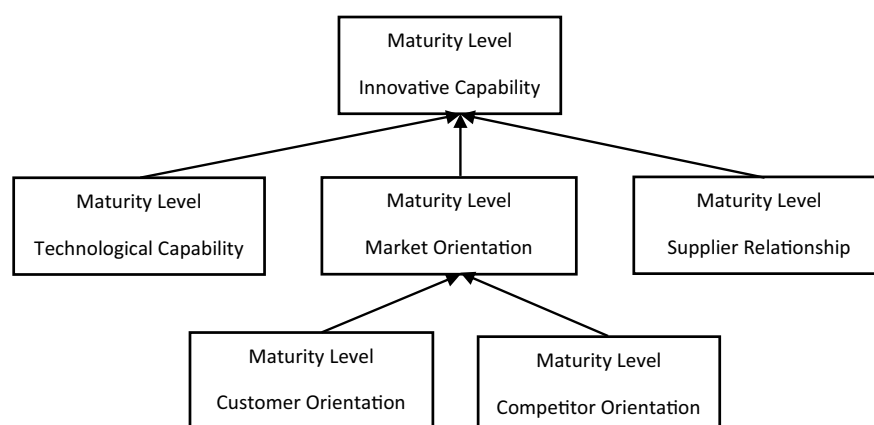 Maturity Level
Innovative Capability
Maturity Level
Technological Capability
Maturity Level
Market Orientation
Maturity Level
Supplier Relationship
Maturity Level
Customer Orientation
Maturity Level
Competitor Orientation